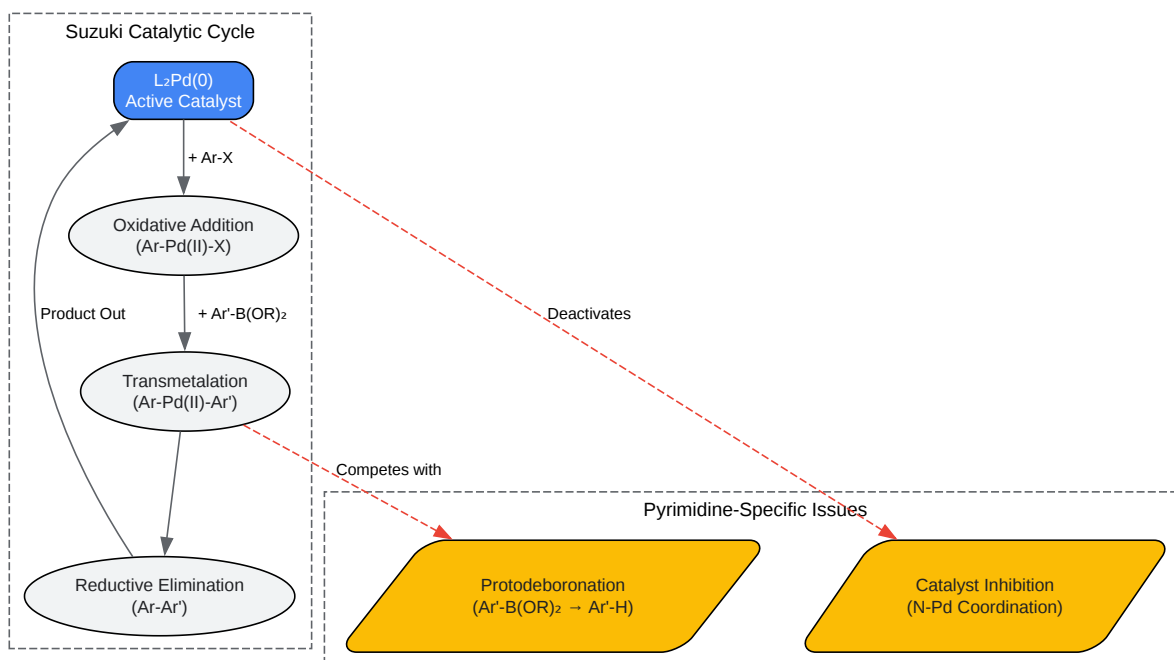 Suzuki Catalytic Cycle
L₂Pd(0)
Active Catalyst
+ Ar-X
Oxidative Addition
(Ar-Pd(II)-X)
Product Out
+ Ar'-B(OR)₂
Deactivates
Transmetalation
(Ar-Pd(II)-Ar')
Competes with
Pyrimidine-Specific Issues
Reductive Elimination
(Ar-Ar')
Protodeboronation
(Ar'-B(OR)₂ → Ar'-H)
Catalyst Inhibition
(N-Pd Coordination)